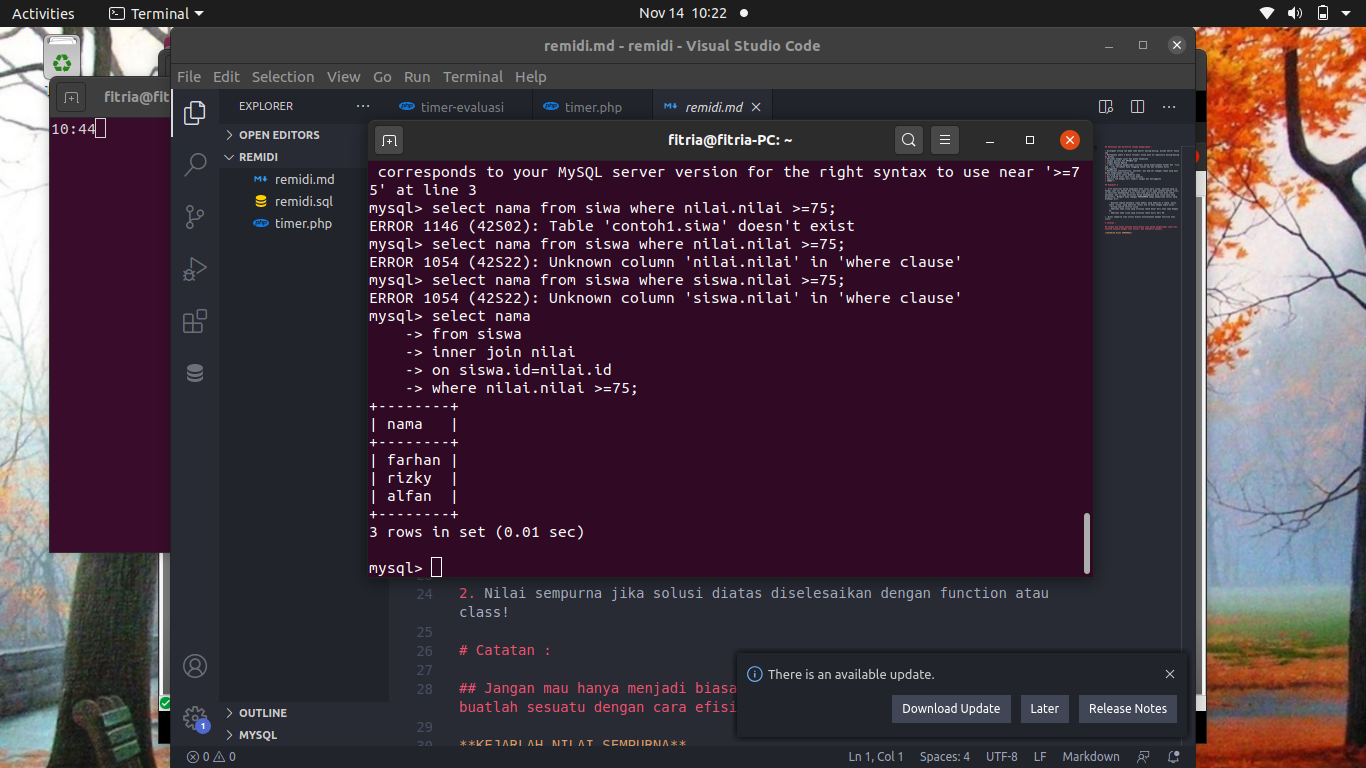 Activities
Terminal
Nov 14 10:22
remidi.md - remidi - Visual Studio Code
File Edit Selection View Go Run Terminal Help
fitria@fit
10:44
EXPLORER
timer-evaluasi
timer.php
remidi.md
OPEN EDITORS
REMIDI
remidi.md
remidi.sql
timer.php
fitria@fitria-PC: ~
corresponds to your MySQL server version for the right syntax to use near '>=7
5' at line 3
mysql> select nama from siwa where nilai.nilai >=75;
ERROR 1146 (42S02): Table 'contoh1.siwa' doesn't exist
mysql> select nama from siswa where nilai.nilai >=75;
ERROR 1054 (42S22): Unknown column 'nilai.nilai' in 'where clause'
mysql> select nama from siswa where siswa.nilai >=75;
ERROR 1054 (42S22): Unknown column 'siswa.nilai' in 'where clause'
mysql> select nama
    -> from siswa
    -> inner join nilai
    -> on siswa.id=nilai.id
    -> where nilai.nilai >=75;
+--------+
| nama   |
+--------+
| farhan |
| rizky  |
| alfan  |
+--------+
3 rows in set (0.01 sec)
mysql>
24 2. Nilai sempurna jika solusi diatas diselesaikan dengan function atau
class!
25
26 # Catatan :
27
28 ## Jangan mau hanya menjadi biasa
buatlah sesuatu dengan cara efisi
29
30 **KEJARLAH NILAI SEMPURNA**
There is an available update.
Download Update
Later
Release Notes
OUTLINE
MYSQL
1
0 0
Ln 1, Col 1
Spaces: 4
UTF-8
LF
Markdown